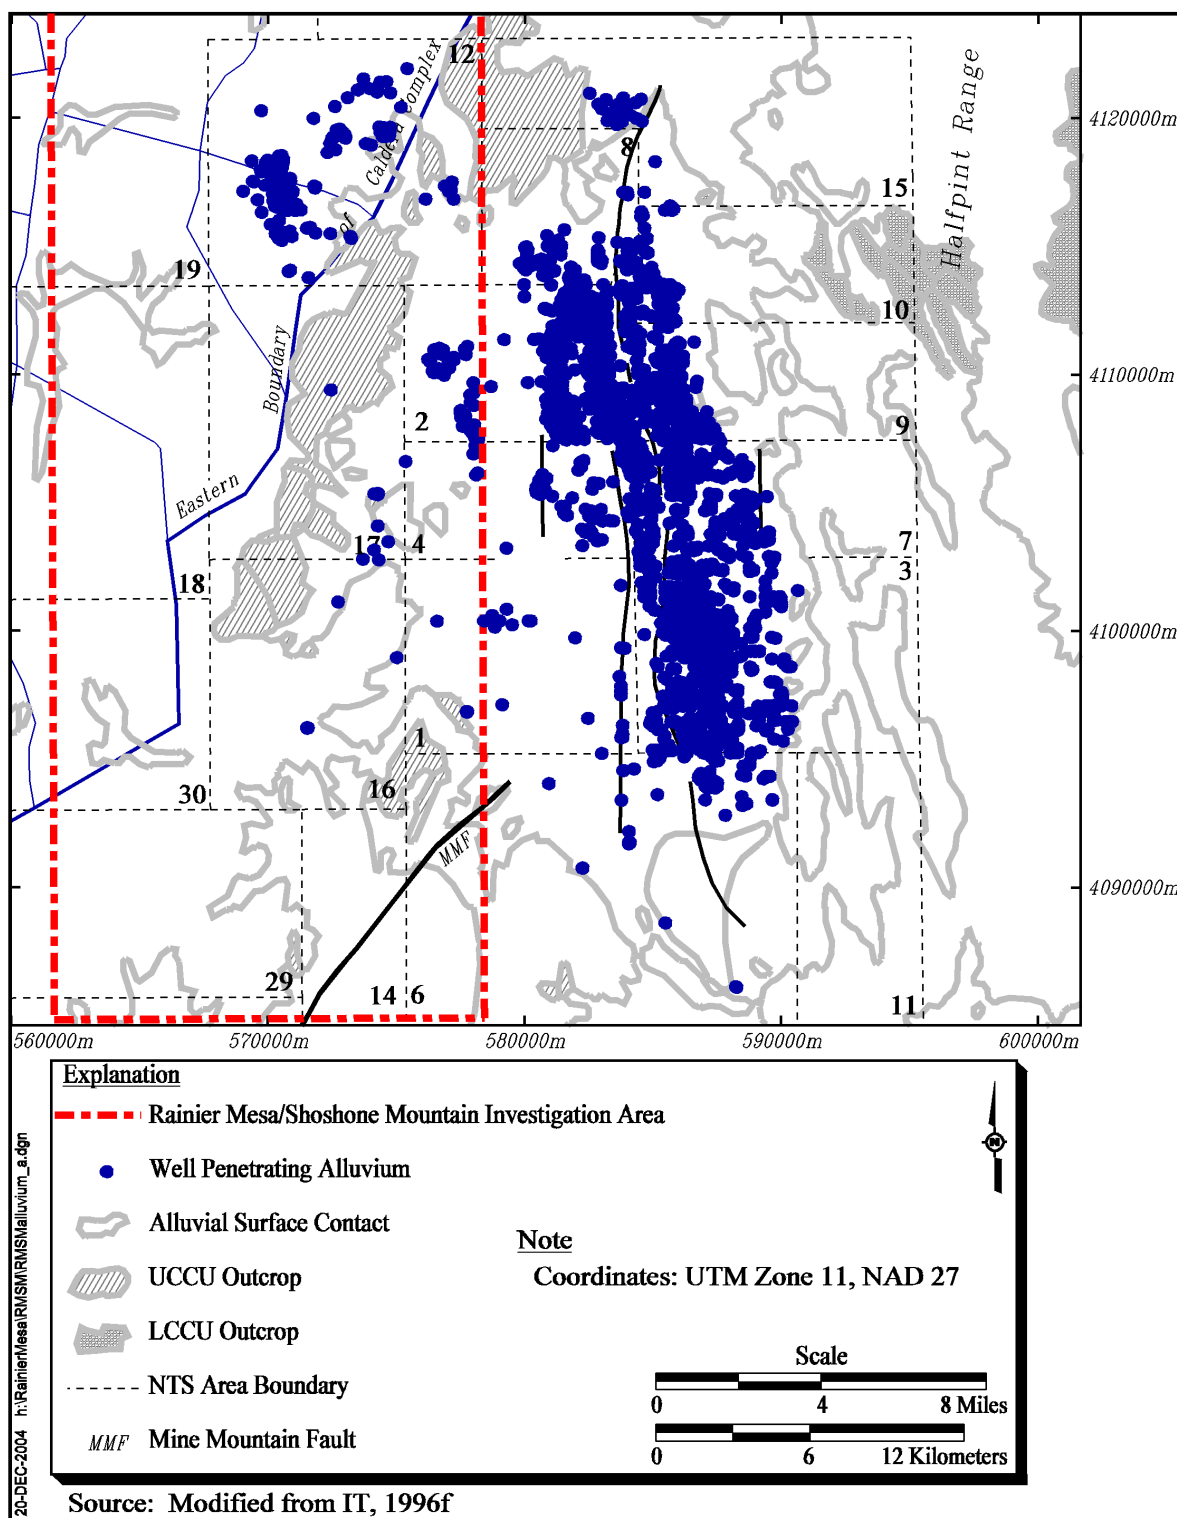 12
Caldera Complex
of
Boundary
Eastern
Halfpint Range
4120000m
8
15
19
10
4110000m
2
9
17
4
7
3
18
4100000m
1
30
16
MMF
4090000m
29
14
6
11
560000m
570000m
580000m
590000m
600000m
Explanation
Rainier Mesa/Shoshone Mountain Investigation Area
Well Penetrating Alluvium
Alluvial Surface Contact
UCCU Outcrop
LCCU Outcrop
NTS Area Boundary
MMF Mine Mountain Fault
N
Note
Coordinates: UTM Zone 11, NAD 27
Scale
0 4 8 Miles
0 6 12 Kilometers
20-DEC-2004 h:\RainierMesa\RMSM\RMSMalluvium_a.dgn
Source: Modified from IT, 1996f